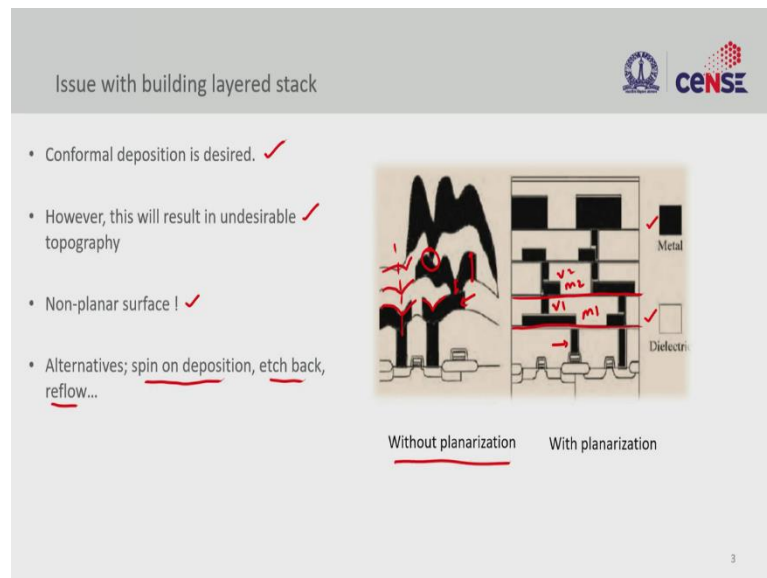 Issue with building layered stack
CeNSE
• Conformal deposition is desired.
• However, this will result in undesirable
topography
• Non-planar surface !
• Alternatives; spin on deposition, etch back,
reflow...
V2
M2
V1
M1
Metal
Dielectric
Without planarization
With planarization
3